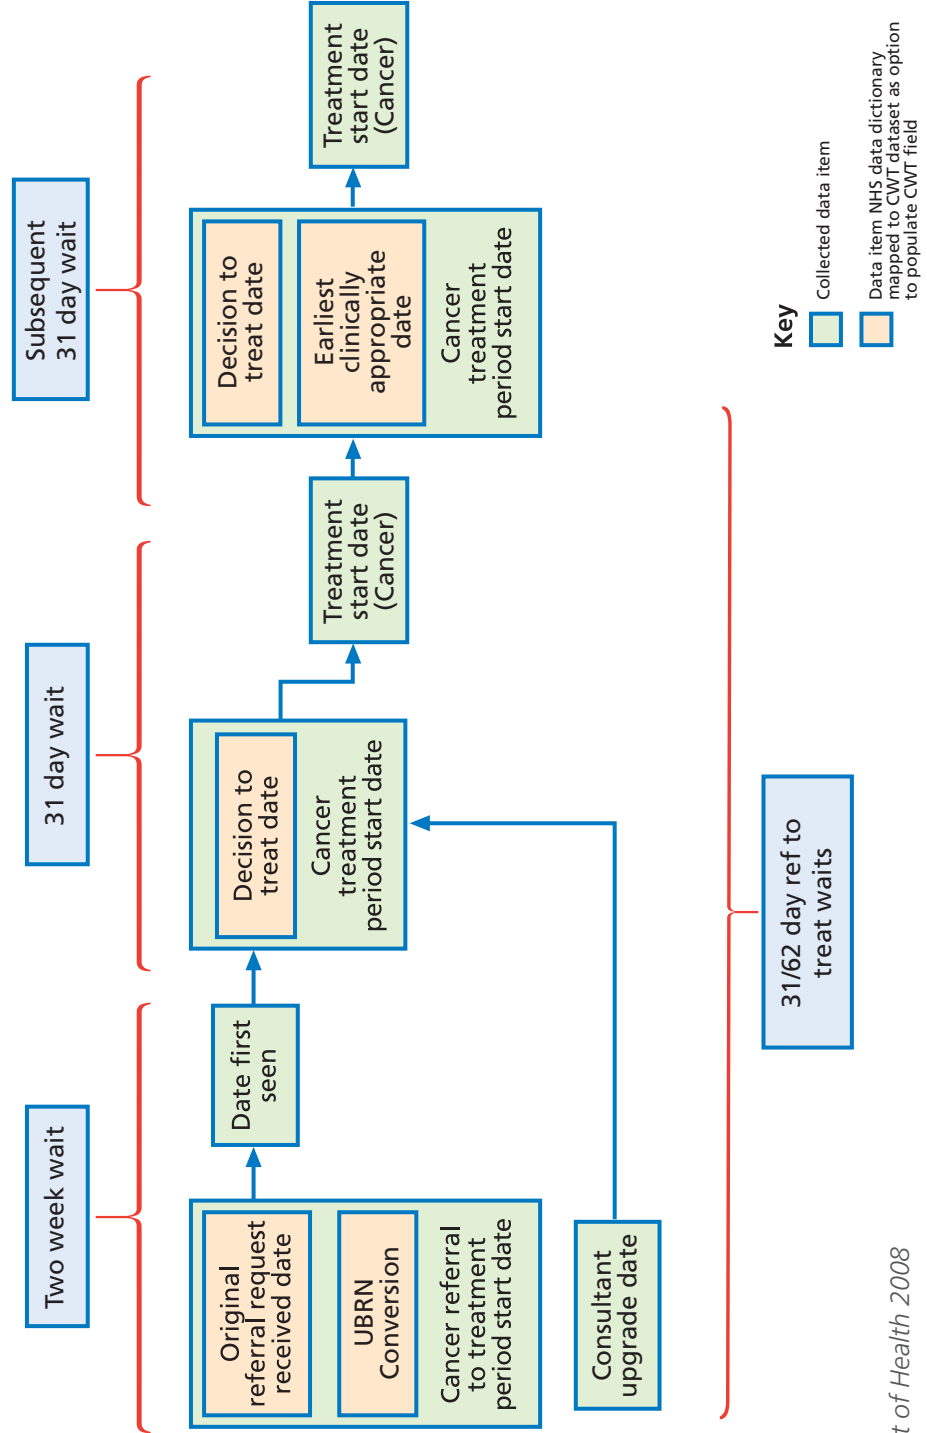 Two week wait
31 day wait
Subsequent
31 day wait
Original
referral request
received date
UBRN
Conversion
Cancer referral
to treatment
period start date
Date first
seen
Decision to
treat date
Cancer
treatment
period start date
Treatment
start date
(Cancer)
Decision to
treat date
Earliest
clinically
appropriate
date
Cancer
treatment
period start date
Treatment
start date
(Cancer)
Consultant
upgrade date
31/62 day ref to
treat waits
Key
Collected data item
Data item NHS data dictionary
mapped to CWT dataset as option
to populate CWT field
of Health 2008